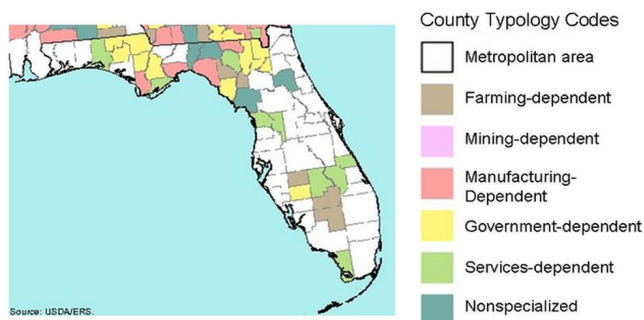 County Typology Codes
Metropolitan area
Farming-dependent
Mining-dependent
Manufacturing-
Dependent
Government-dependent
Services-dependent
Nonspecialized
Source: USDA/ERS.